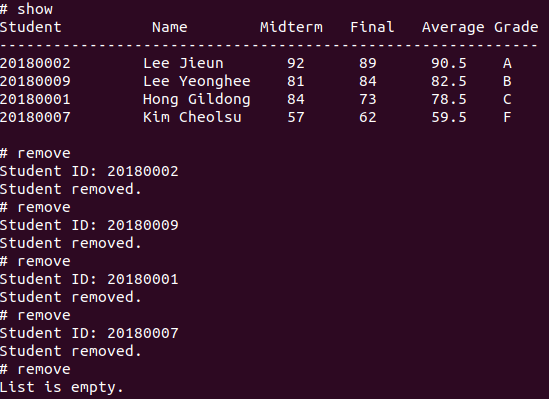 # show
Student          Name        Midterm   Final   Average Grade
------------------------------------------------------------
20180002         Lee Jieun       92      89      90.5    A
20180009         Lee Yeonghee    81      84      82.5    B
20180001         Hong Gildong    84      73      78.5    C
20180007         Kim Cheolsu     57      62      59.5    F
# remove
Student ID: 20180002
Student removed.
# remove
Student ID: 20180009
Student removed.
# remove
Student ID: 20180001
Student removed.
# remove
Student ID: 20180007
Student removed.
# remove
List is empty.